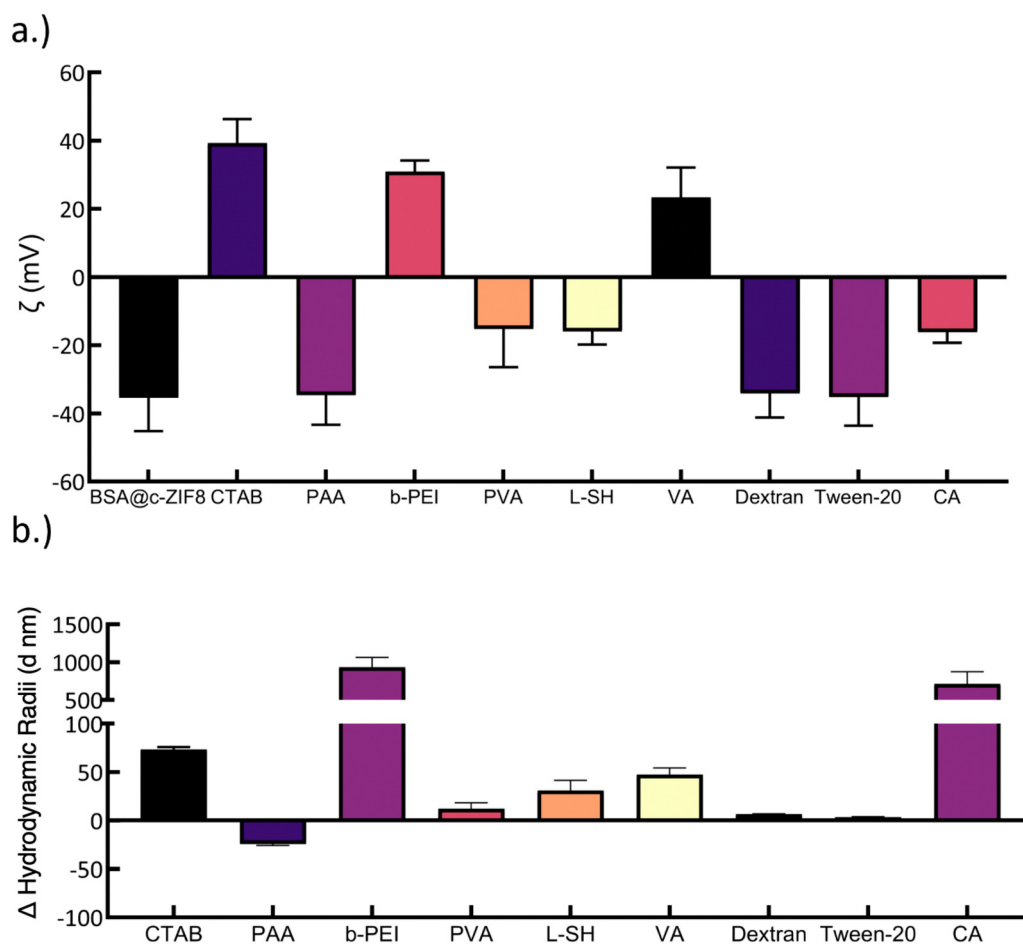 a.)
60
40
20
0
-20
-40
-60
ζ (mV)
BSA@c-ZIF8 CTAB PAA b-PEI PVA L-SH VA Dextran Tween-20 CA
b.)
1500
1000
500
100
50
0
-50
-100
Δ Hydrodynamic Radii (d nm)
CTAB PAA b-PEI PVA L-SH VA Dextran Tween-20 CA